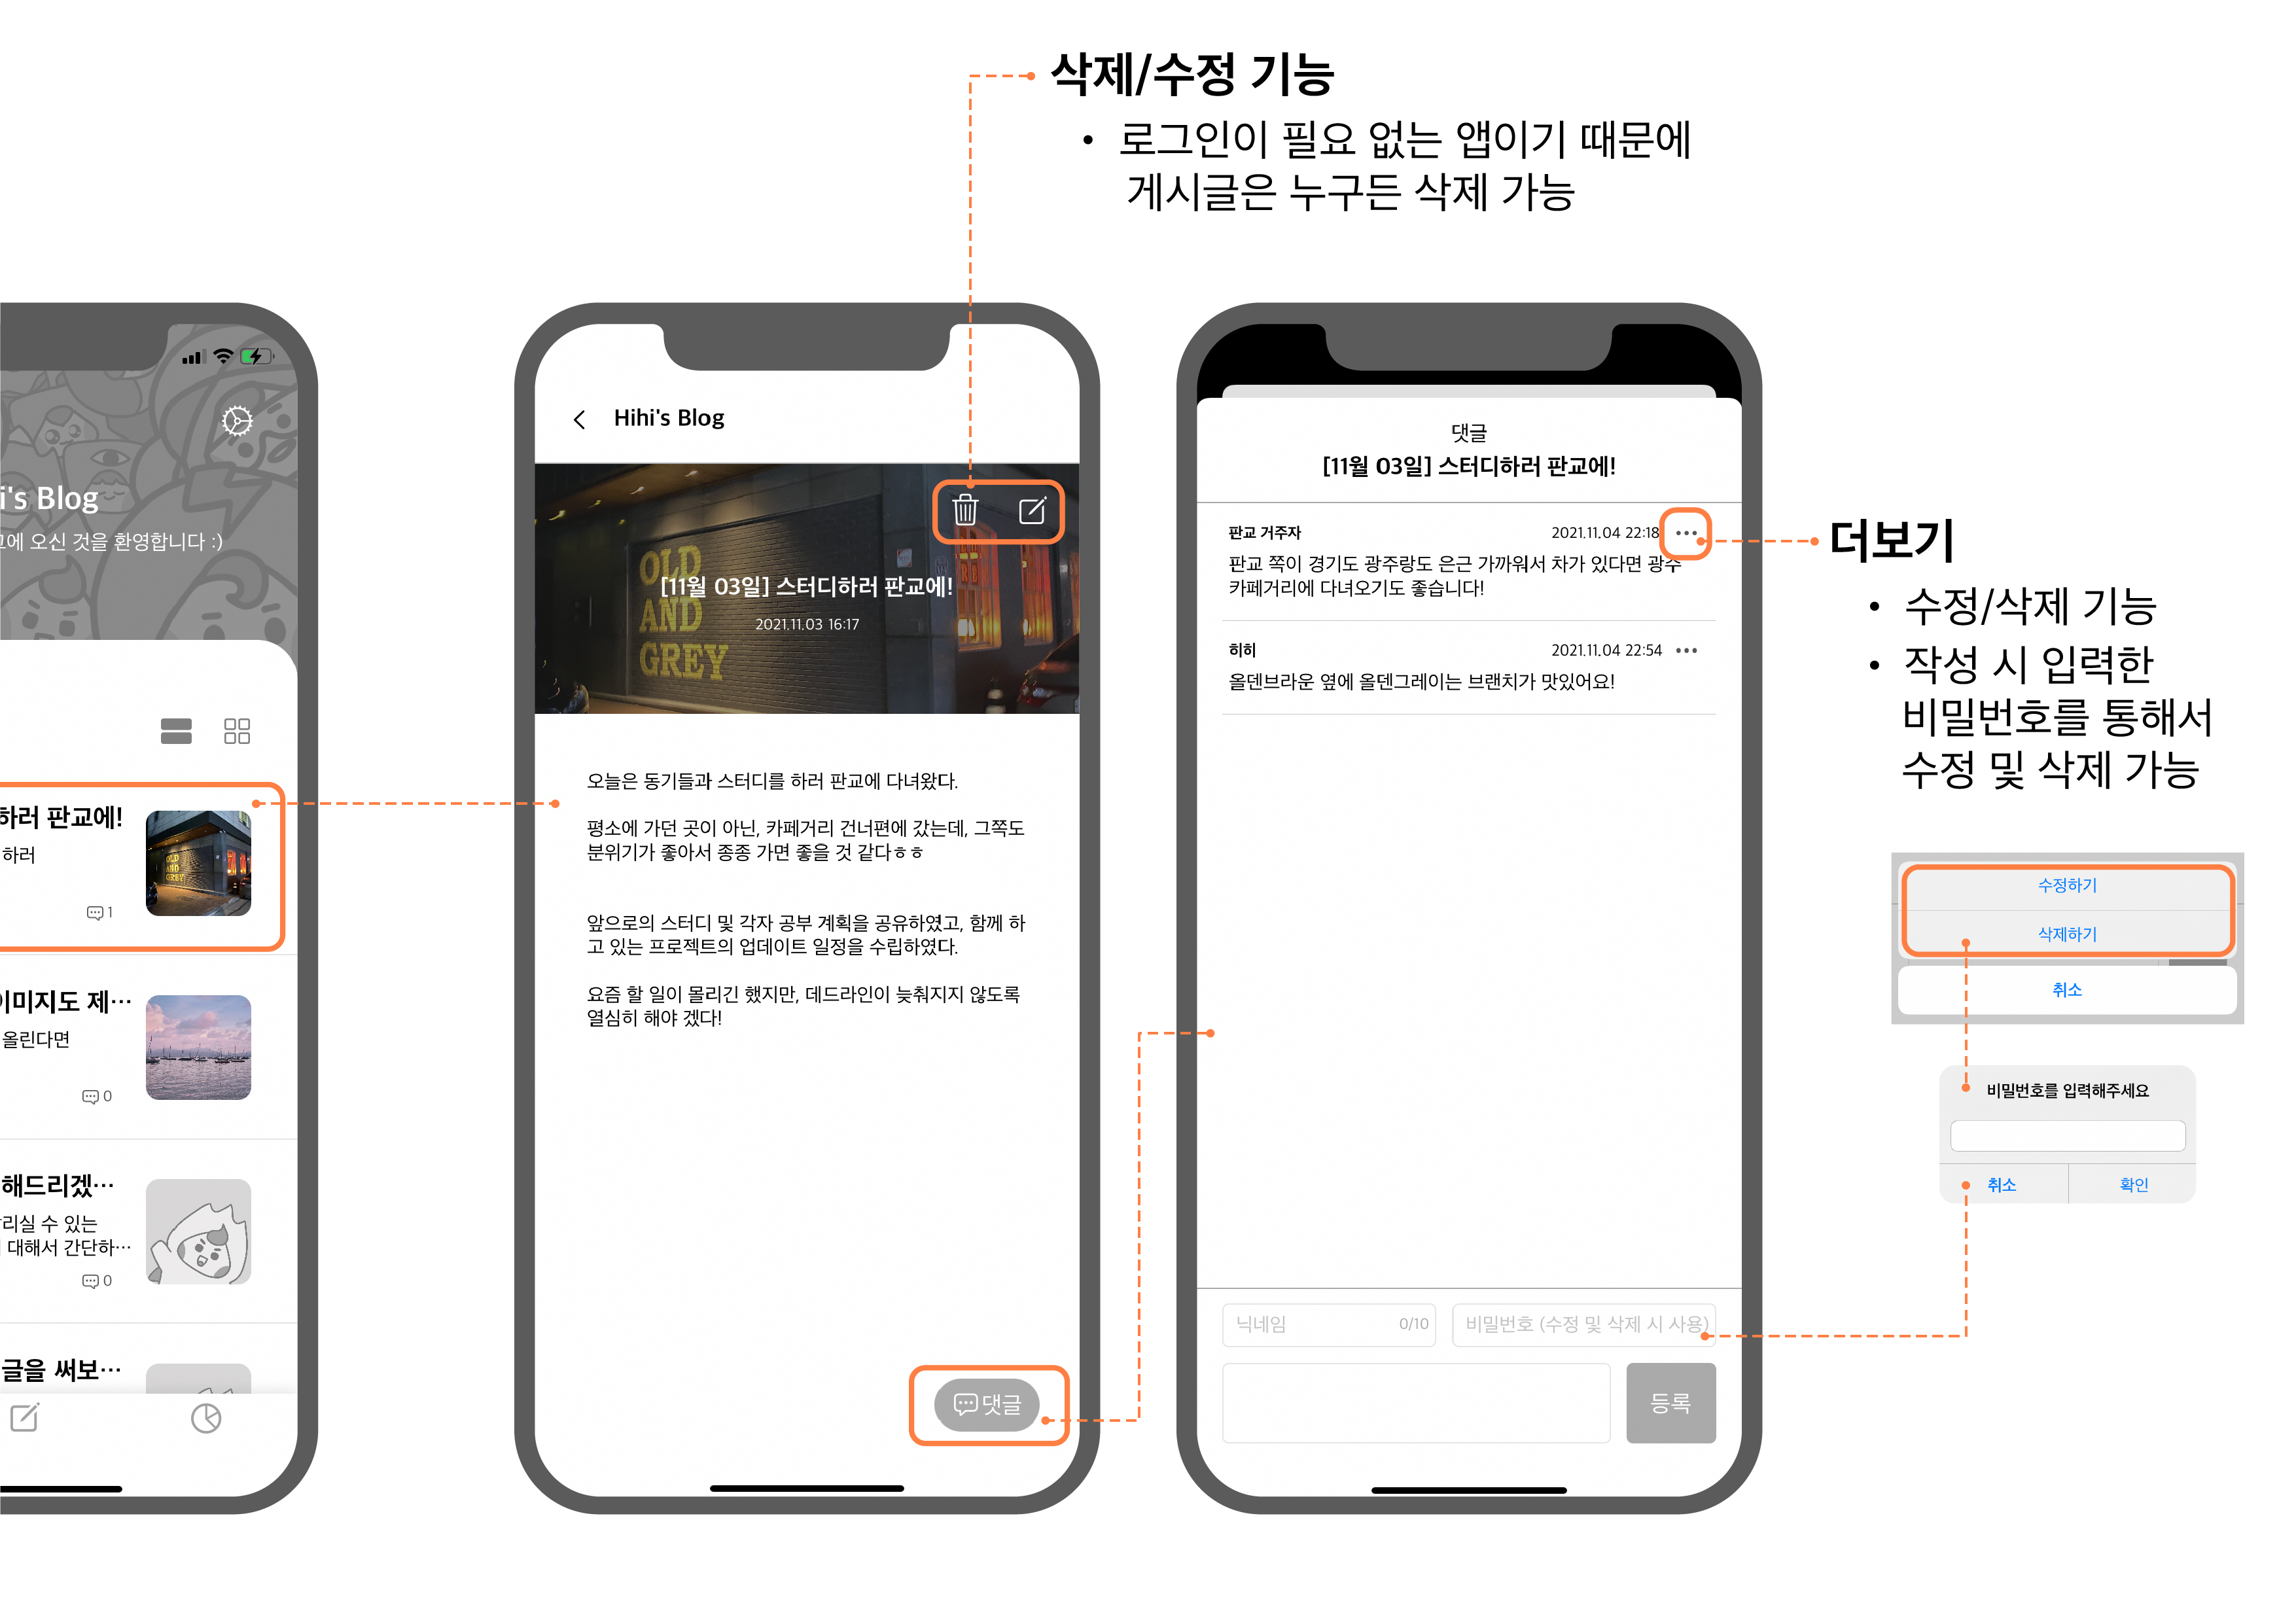 삭제/수정 기능
• 로그인이 필요 없는 앱이기 때문에
게시글은 누구든 삭제 가능
i's Blog
에 오신 것을 환영합니다 :)
하러 판교에!
하러
1
이미지도 제…
올린다면
0
해드리겠…
리실 수 있는
대해서 간단하…
0
글을 써보…
Hihi's Blog
OLD
AND
GREY
[11월 03일] 스터디하러 판교에!
2021.11.03 16:17
오늘은 동기들과 스터디를 하러 판교에 다녀왔다.
평소에 가던 곳이 아닌, 카페거리 건너편에 갔는데, 그쪽도
분위기가 좋아서 종종 가면 좋을 것 같다ㅎㅎ
앞으로의 스터디 및 각자 공부 계획을 공유하였고, 함께 하
고 있는 프로젝트의 업데이트 일정을 수립하였다.
요즘 할 일이 몰리긴 했지만, 데드라인이 늦춰지지 않도록
열심히 해야 겠다!
댓글
댓글
[11월 03일] 스터디하러 판교에!
판교 거주자 2021.11.04 22:18
판교 쪽이 경기도 광주랑도 은근 가까워서 차가 있다면 광주
카페거리에 다녀오기도 좋습니다!
히히 2021.11.04 22:54
올덴브라운 옆에 올덴그레이는 브랜치가 맛있어요!
닉네임 0/10 비밀번호 (수정 및 삭제 시 사용)
등록
더보기
• 수정/삭제 기능
• 작성 시 입력한
비밀번호를 통해서
수정 및 삭제 가능
수정하기
삭제하기
취소
비밀번호를 입력해주세요
취소 확인